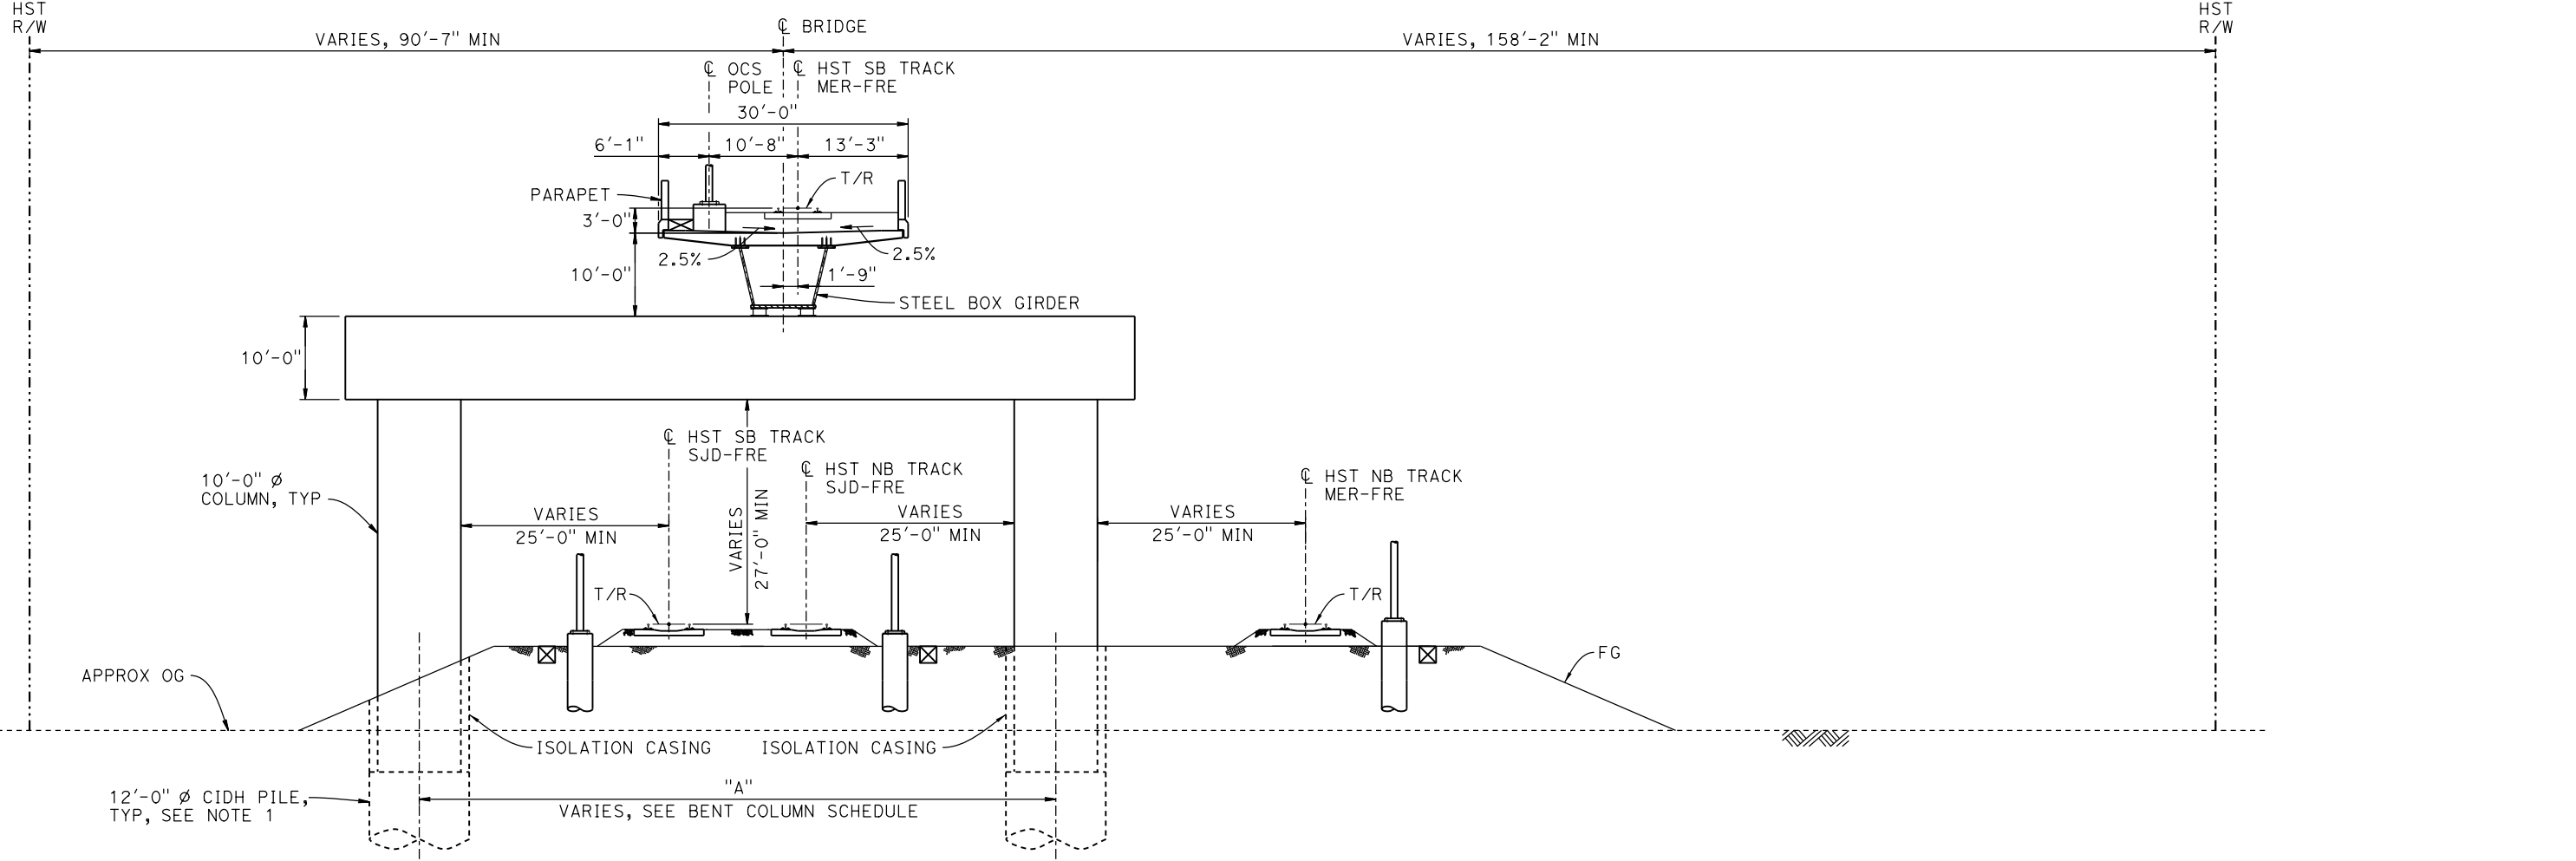 HST
R/W
HST
R/W
℄ BRIDGE
VARIES, 90'-7" MIN
VARIES, 158'-2" MIN
℄ OCS
POLE
℄ HST SB TRACK
MER-FRE
30'-0"
6'-1"
10'-8"
13'-3"
T/R
PARAPET
3'-0"
2.5%
2.5%
10'-0"
1'-9"
STEEL BOX GIRDER
10'-0"
℄ HST SB TRACK
SJD-FRE
℄ HST NB TRACK
SJD-FRE
℄ HST NB TRACK
MER-FRE
10'-0" Ø
COLUMN, TYP
VARIES
25'-0" MIN
VARIES
27'-0" MIN
VARIES
25'-0" MIN
VARIES
25'-0" MIN
T/R
T/R
FG
APPROX OG
ISOLATION CASING
ISOLATION CASING
"A"
VARIES, SEE BENT COLUMN SCHEDULE
12'-0" Ø CIDH PILE,
TYP, SEE NOTE 1